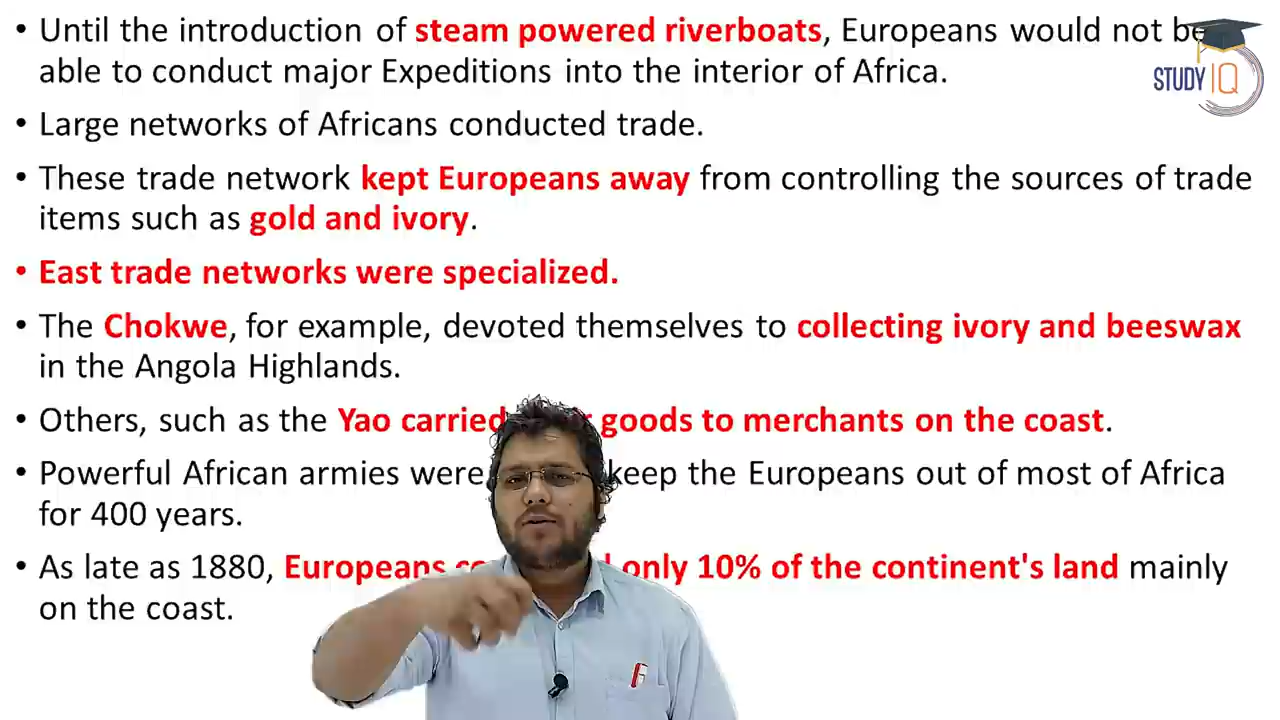 • Until the introduction of steam powered riverboats, Europeans would not be
able to conduct major Expeditions into the interior of Africa.
STUDY IQ
• Large networks of Africans conducted trade.
• These trade network kept Europeans away from controlling the sources of trade
items such as gold and ivory.
• East trade networks were specialized.
• The Chokwe, for example, devoted themselves to collecting ivory and beeswax
in the Angola Highlands.
• Others, such as the Yao carried goods to merchants on the coast.
• Powerful African armies were keep the Europeans out of most of Africa
for 400 years.
• As late as 1880, Europeans only 10% of the continent's land mainly
on the coast.